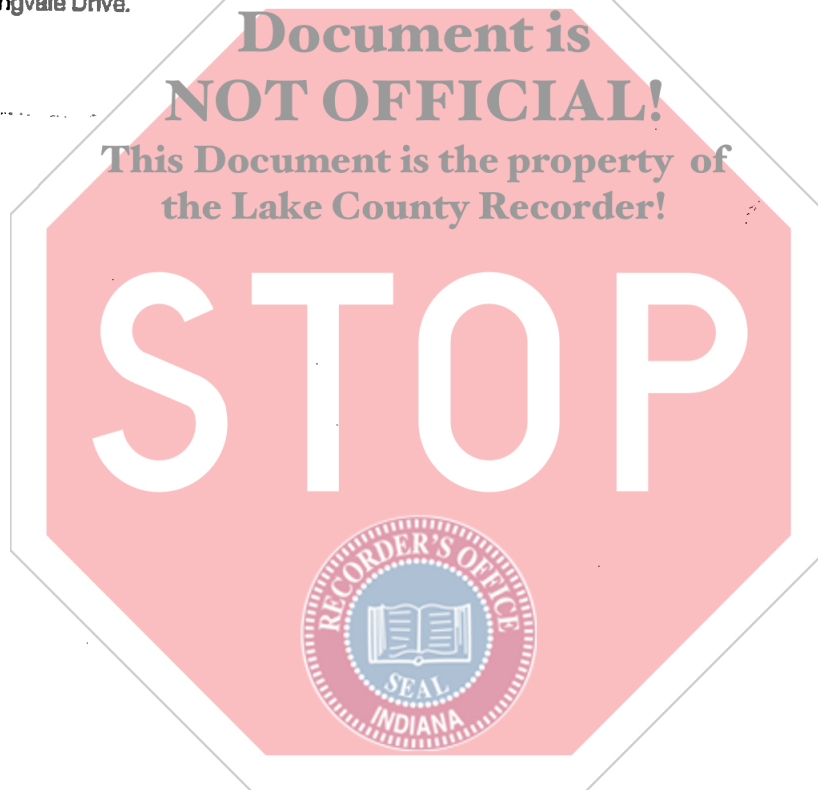 Drive.
Document is
NOT OFFICIAL!
This Document is the property of
the Lake County Recorder!
STOP
RECORDER'S OFFICE
SEAL
INDIANA